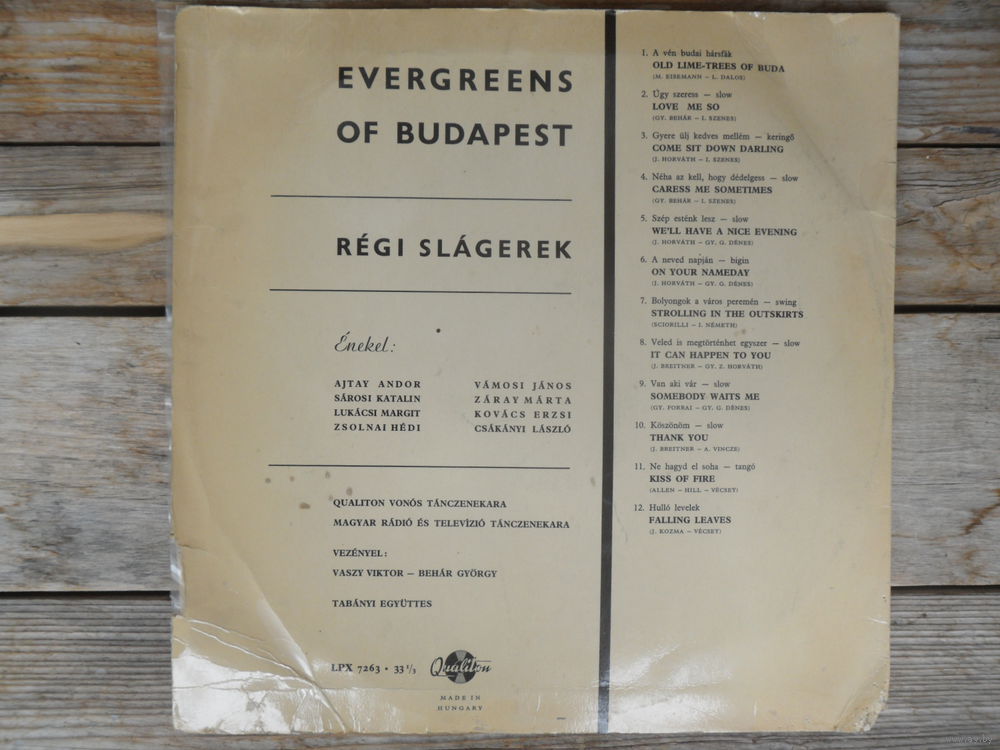 EVERGREENS
OF BUDAPEST
RÉGI SLÁGEREK
Énekel:
AJTAY ANDOR
SÁROSI KATALIN
LUKÁCSI MARGIT
ZSOLNAI HÉDI
VÁMOSI JÁNOS
ZÁRAY MÁRTA
KOVÁCS ERZSI
CSÁKÁNYI LÁSZLÓ
QUALITON VONÓS TÁNCZENEKARA
MAGYAR RÁDIÓ ÉS TELEVÍZIÓ TÁNCZENEKARA
VEZÉNYEL:
VASZY VIKTOR — BEHÁR GYÖRGY
TABÁNYI EGYÜTTES
LPX 7263 • 33 1/3
Qualiton
MADE IN
HUNGARY
1. A vén budai hársfák
OLD LIME-TREES OF BUDA
(M. EISEMANN – L. DALOS)
2. Úgy szeress — slow
LOVE ME SO
(GY. BEHÁR – I. SZENES)
3. Gyere ülj kedves mellém — keringő
COME SIT DOWN DARLING
(J. HORVÁTH – I. SZENES)
4. Néha az kell, hogy dédelgess — slow
CARESS ME SOMETIMES
(GY. BEHÁR – I. SZENES)
5. Szép esténk lesz — slow
WE'LL HAVE A NICE EVENING
(J. HORVÁTH – GY. G. DÉNES)
6. A neved napján — bigin
ON YOUR NAMEDAY
(J. HORVÁTH – GY. G. DÉNES)
7. Bolyongok a város peremén — swing
STROLLING IN THE OUTSKIRTS
(SCIORILLI – I. NÉMETH)
8. Veled is megtörténhet egyszer — slow
IT CAN HAPPEN TO YOU
(J. BREITNER – GY. Z. HORVÁTH)
9. Van aki vár — slow
SOMEBODY WAITS ME
(GY. FORRAI – GY. G. DÉNES)
10. Köszönöm — slow
THANK YOU
(J. BREITNER – A. VINCZE)
11. Ne hagyd el soha — tangó
KISS OF FIRE
(ALLEN – HILL – VÉCSEY)
12. Hulló levelek
FALLING LEAVES
(J. KOZMA – VÉCSEY)